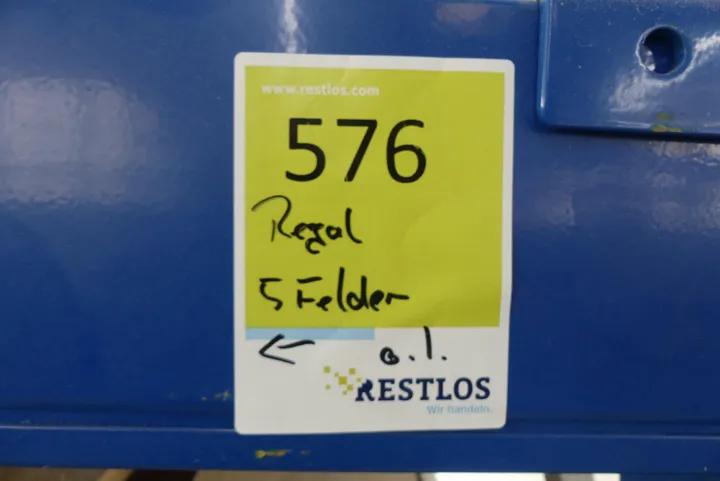 www.restlos.com
576
Regal
5 Felder
← o.I.
RESTLOS
Wir handeln.